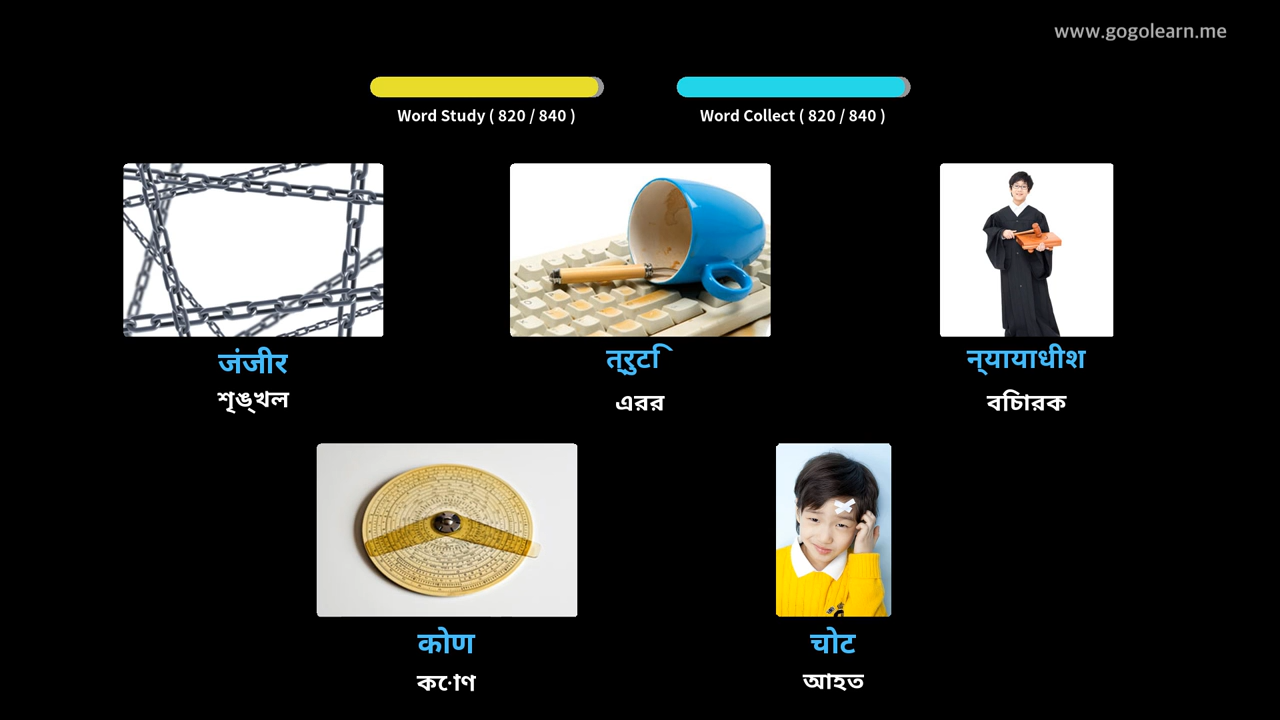 www.gogolearn.me
Word Study ( 820 / 840 )
Word Collect ( 820 / 840 )
जंजीर
শৃঙ্খল
त्रुटि
এরর
न्यायाधीश
বিচারক
कोण
কোণ
चोट
আহত